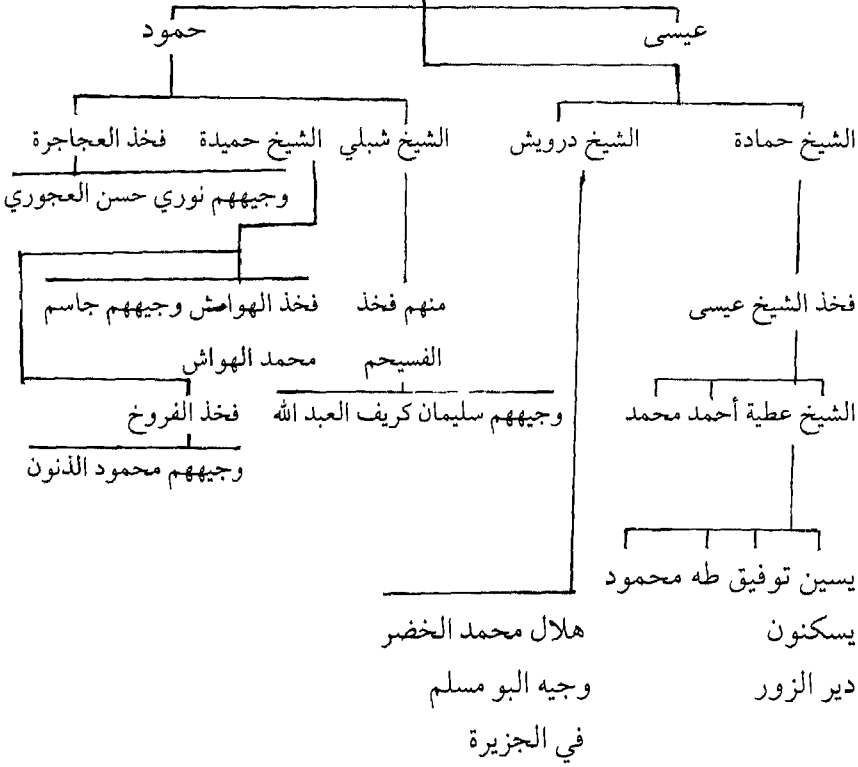 عيسى حمود
الشيخ حمادة الشيخ درويش الشيخ شبلي الشيخ حميدة فخذ العجاجرة
وجيههم نوري حسن العجوري
فخذ الشيخ عيسى منهم فخذ فخذ الهواش وجيههم جاسم
الفسيحم محمد الهواش
الشيخ عطية أحمد محمد وجيههم سليمان كريف العبد الله فخذ الفروخ
وجيههم محمود الذنون
يسين توفيق طه محمود
يسكنون هلال محمد الخضر
دير الزور وجيه البو مسلم
في الجزيرة